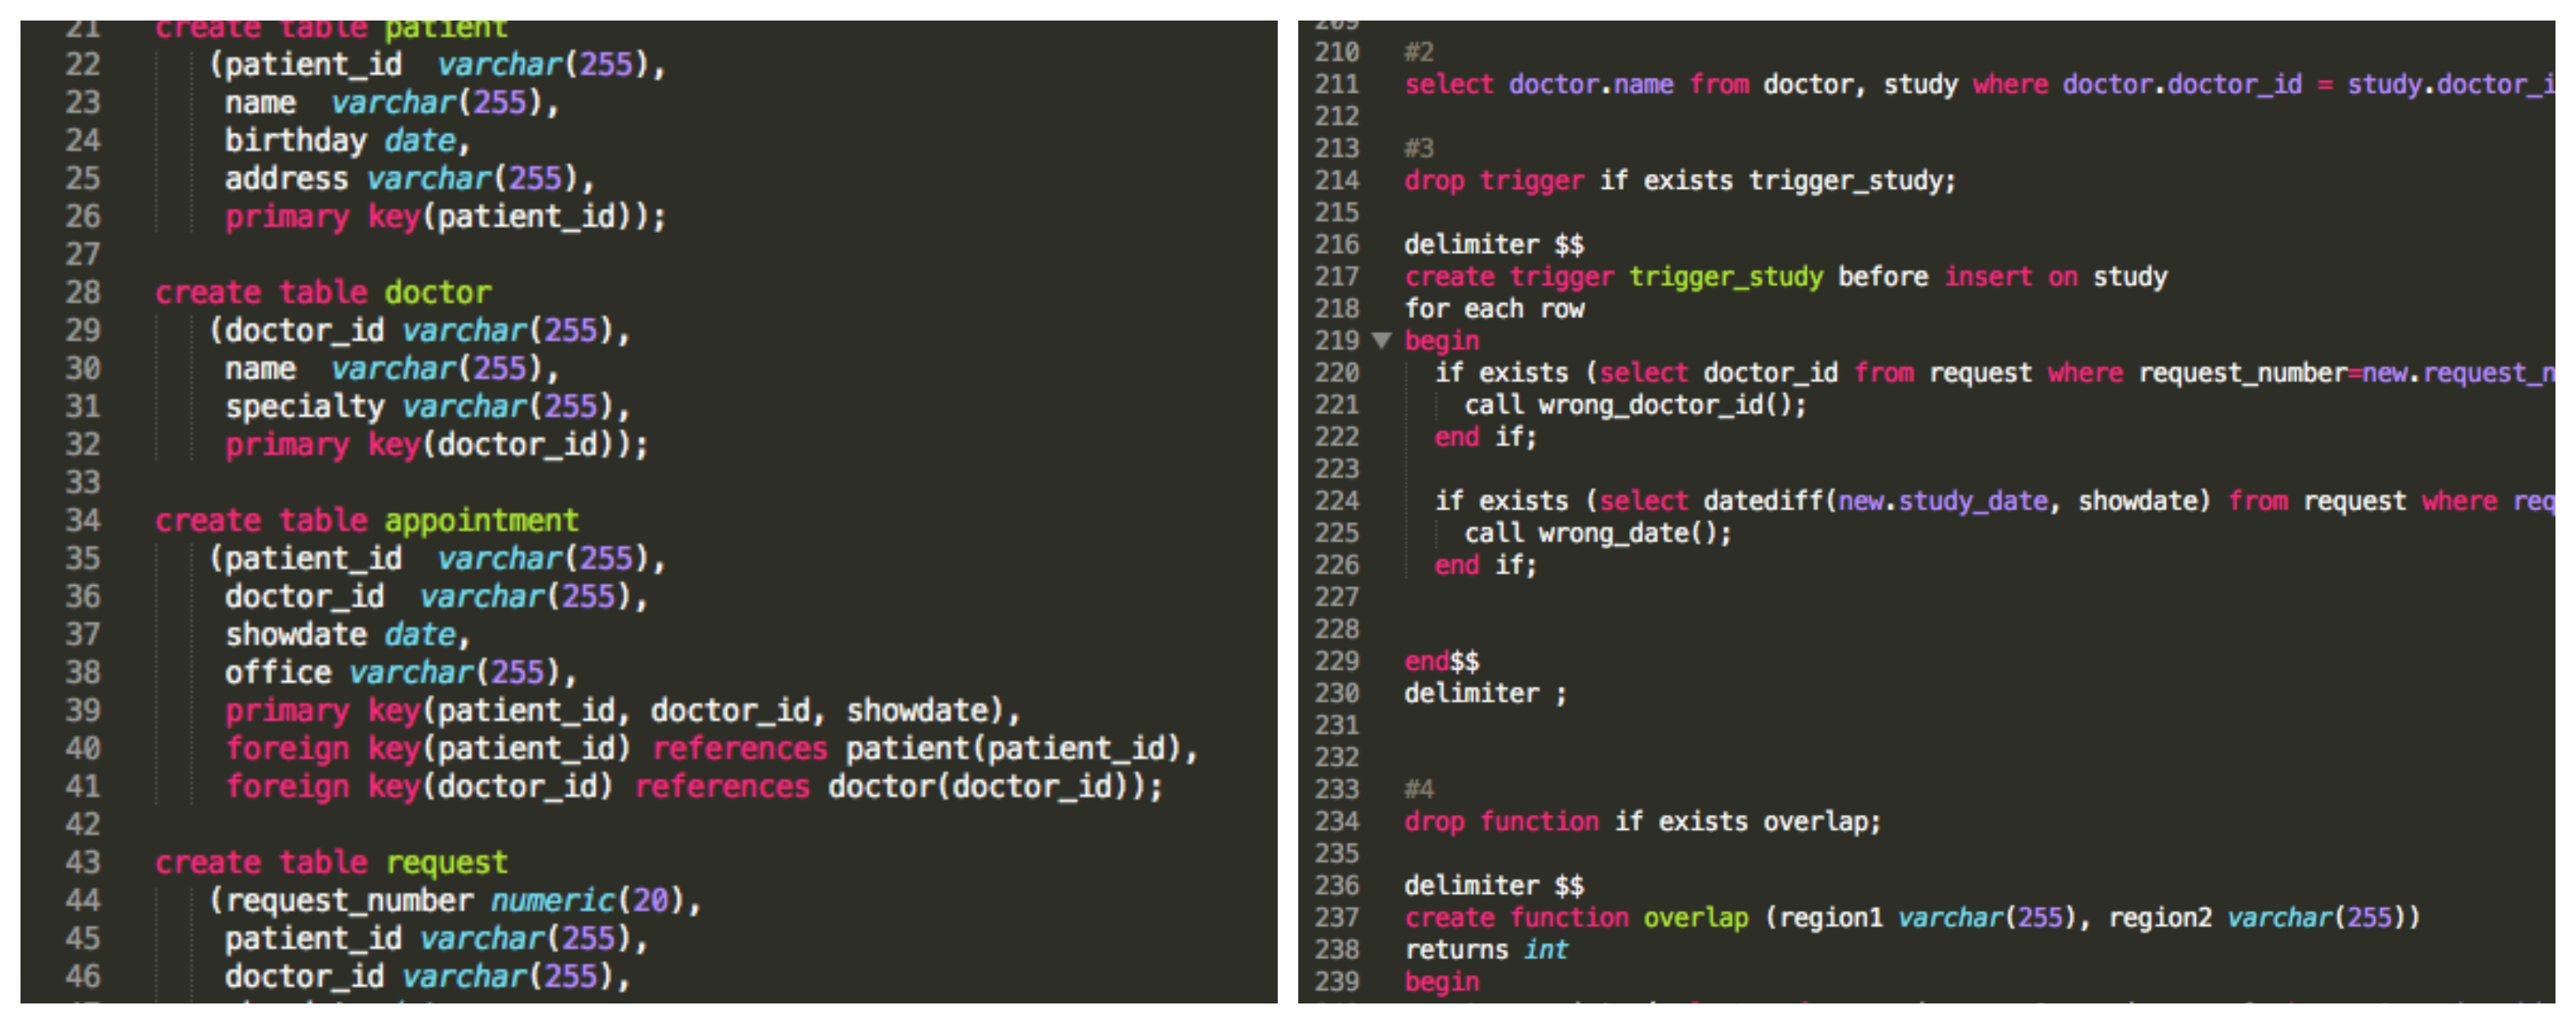 21 create table patient
22 (patient_id varchar(255),
23 name varchar(255),
24 birthday date,
25 address varchar(255),
26 primary key(patient_id));
27
28 create table doctor
29 (doctor_id varchar(255),
30 name varchar(255),
31 specialty varchar(255),
32 primary key(doctor_id));
33
34 create table appointment
35 (patient_id varchar(255),
36 doctor_id varchar(255),
37 showdate date,
38 office varchar(255),
39 primary key(patient_id, doctor_id, showdate),
40 foreign key(patient_id) references patient(patient_id),
41 foreign key(doctor_id) references doctor(doctor_id));
42
43 create table request
44 (request_number numeric(20),
45 patient_id varchar(255),
46 doctor_id varchar(255),
209
210 #2
211 select doctor.name from doctor, study where doctor.doctor_id = study.doctor_i
212
213 #3
214 drop trigger if exists trigger_study;
215
216 delimiter $$
217 create trigger trigger_study before insert on study
218 for each row
219 begin
220 if exists (select doctor_id from request where request_number=new.request_n
221 call wrong_doctor_id();
222 end if;
223
224 if exists (select datediff(new.study_date, showdate) from request where req
225 call wrong_date();
226 end if;
227
228
229 end$$
230 delimiter ;
231
232
233 #4
234 drop function if exists overlap;
235
236 delimiter $$
237 create function overlap (region1 varchar(255), region2 varchar(255))
238 returns int
239 begin